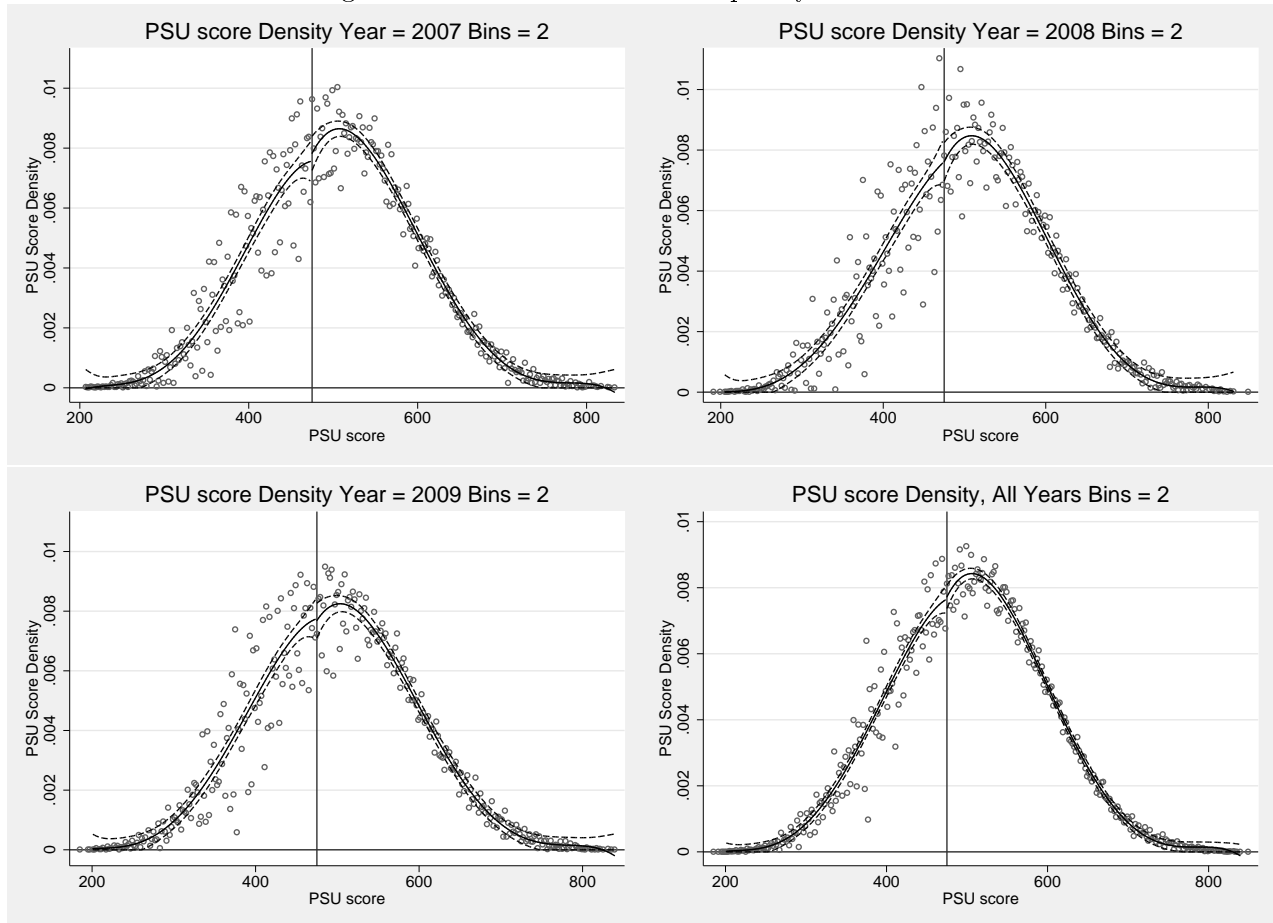 PSU score Density Year = 2007 Bins = 2
PSU Score Density
.01
.008
.006
.004
.002
0
200 400 600 800
PSU score
PSU score Density Year = 2008 Bins = 2
PSU Score Density
.01
.008
.006
.004
.002
0
200 400 600 800
PSU score
PSU score Density Year = 2009 Bins = 2
PSU Score Density
.01
.008
.006
.004
.002
0
200 400 600 800
PSU score
PSU score Density, All Years Bins = 2
PSU Score Density
.01
.008
.006
.004
.002
0
200 400 600 800
PSU score